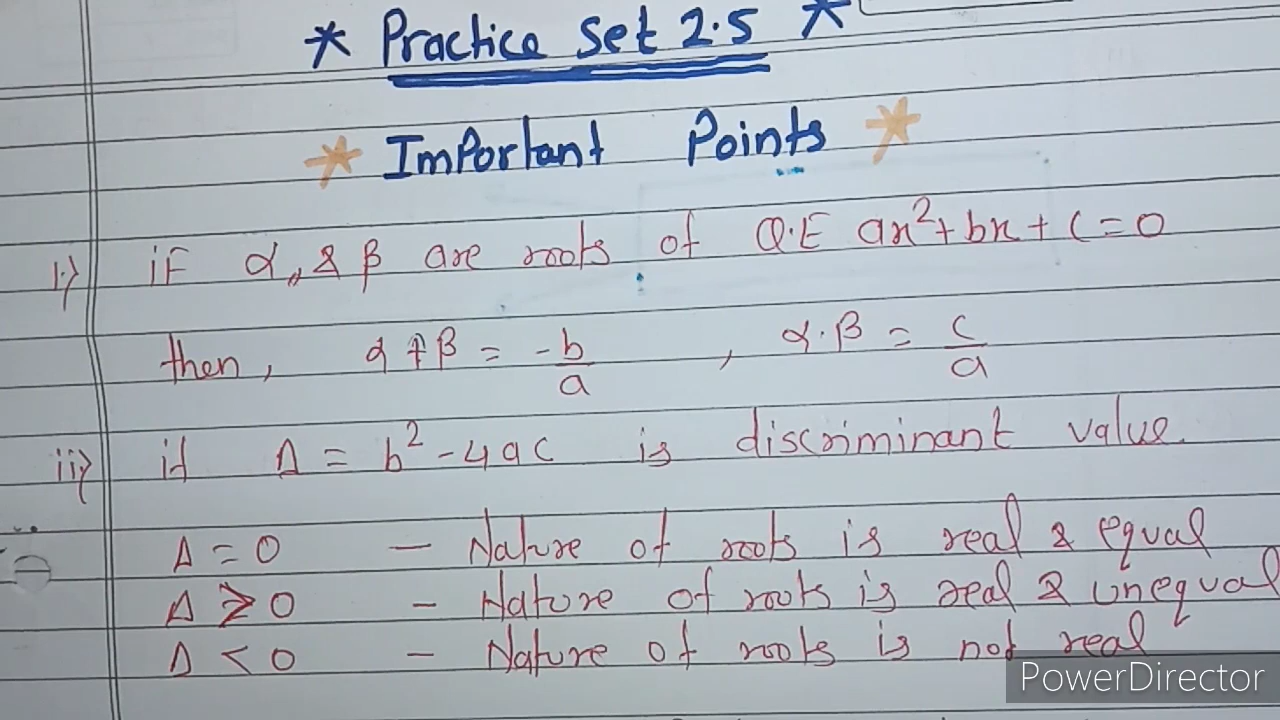 * Practice Set 2.5 *
* Important Points *
i) if α, & β are roots of Q.E ax²+bx+c=0
then, α+β = -b/a , α.β = c/a
ii) if Δ = b²-4ac is discriminant value.
Δ = 0 — Nature of roots is real & equal
Δ ≥ 0 — Nature of roots is real & unequal
Δ < 0 — Nature of roots is not real
PowerDirector